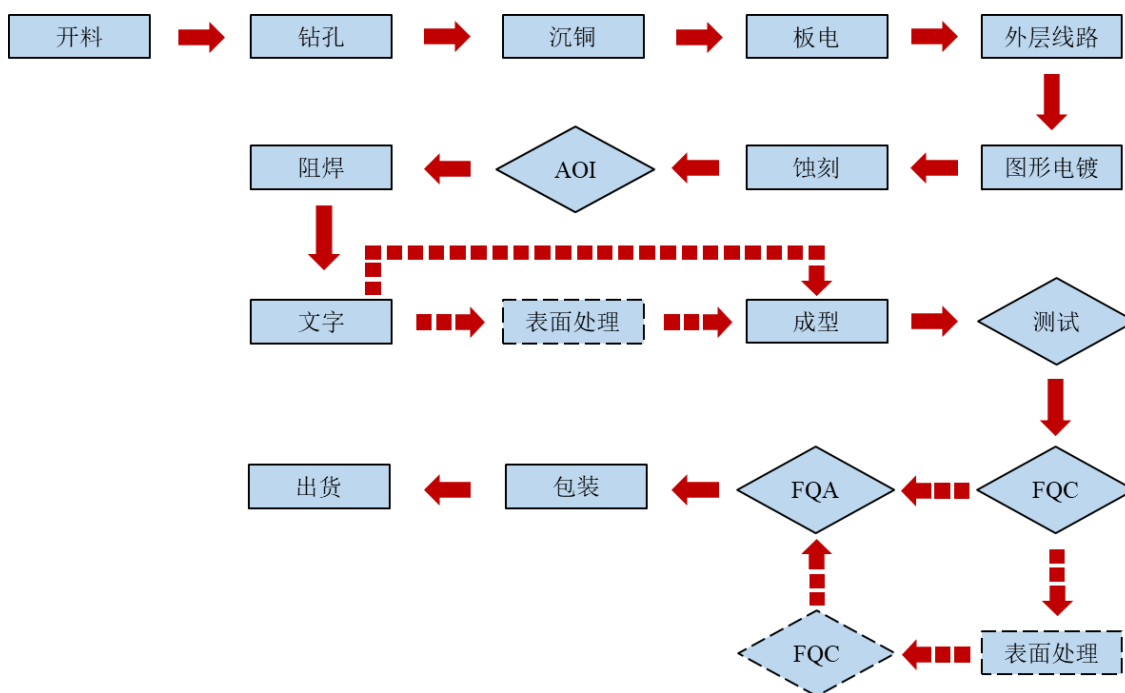 开料
钻孔
沉铜
板电
外层线路
阻焊
AOI
蚀刻
图形电镀
文字
表面处理
成型
测试
出货
包装
FQA
FQC
FQC
表面处理